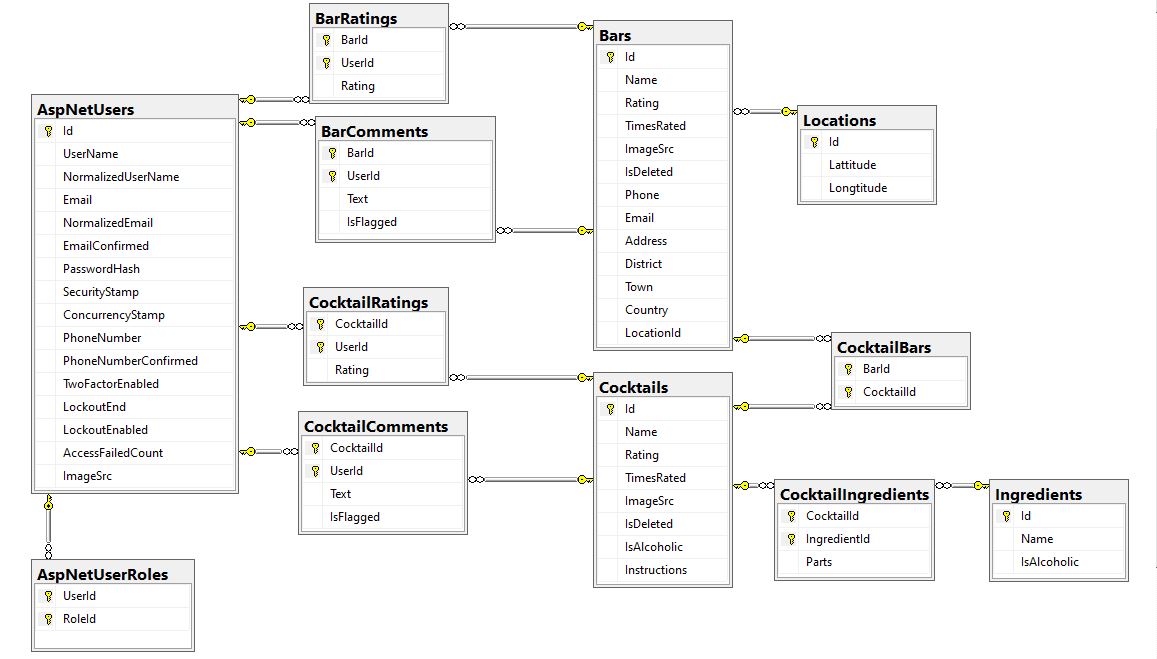 BarRatings
BarId
UserId
Rating
Bars
Id
Name
Rating
TimesRated
ImageSrc
IsDeleted
Phone
Email
Address
District
Town
Country
LocationId
AspNetUsers
Id
UserName
NormalizedUserName
Email
NormalizedEmail
EmailConfirmed
PasswordHash
SecurityStamp
ConcurrencyStamp
PhoneNumber
PhoneNumberConfirmed
TwoFactorEnabled
LockoutEnd
LockoutEnabled
AccessFailedCount
ImageSrc
BarComments
BarId
UserId
Text
IsFlagged
Locations
Id
Lattitude
Longtitude
CocktailRatings
CocktailId
UserId
Rating
CocktailBars
BarId
CocktailId
Cocktails
Id
Name
Rating
TimesRated
ImageSrc
IsDeleted
IsAlcoholic
Instructions
CocktailComments
CocktailId
UserId
Text
IsFlagged
CocktailIngredients
CocktailId
IngredientId
Parts
Ingredients
Id
Name
IsAlcoholic
AspNetUserRoles
UserId
RoleId